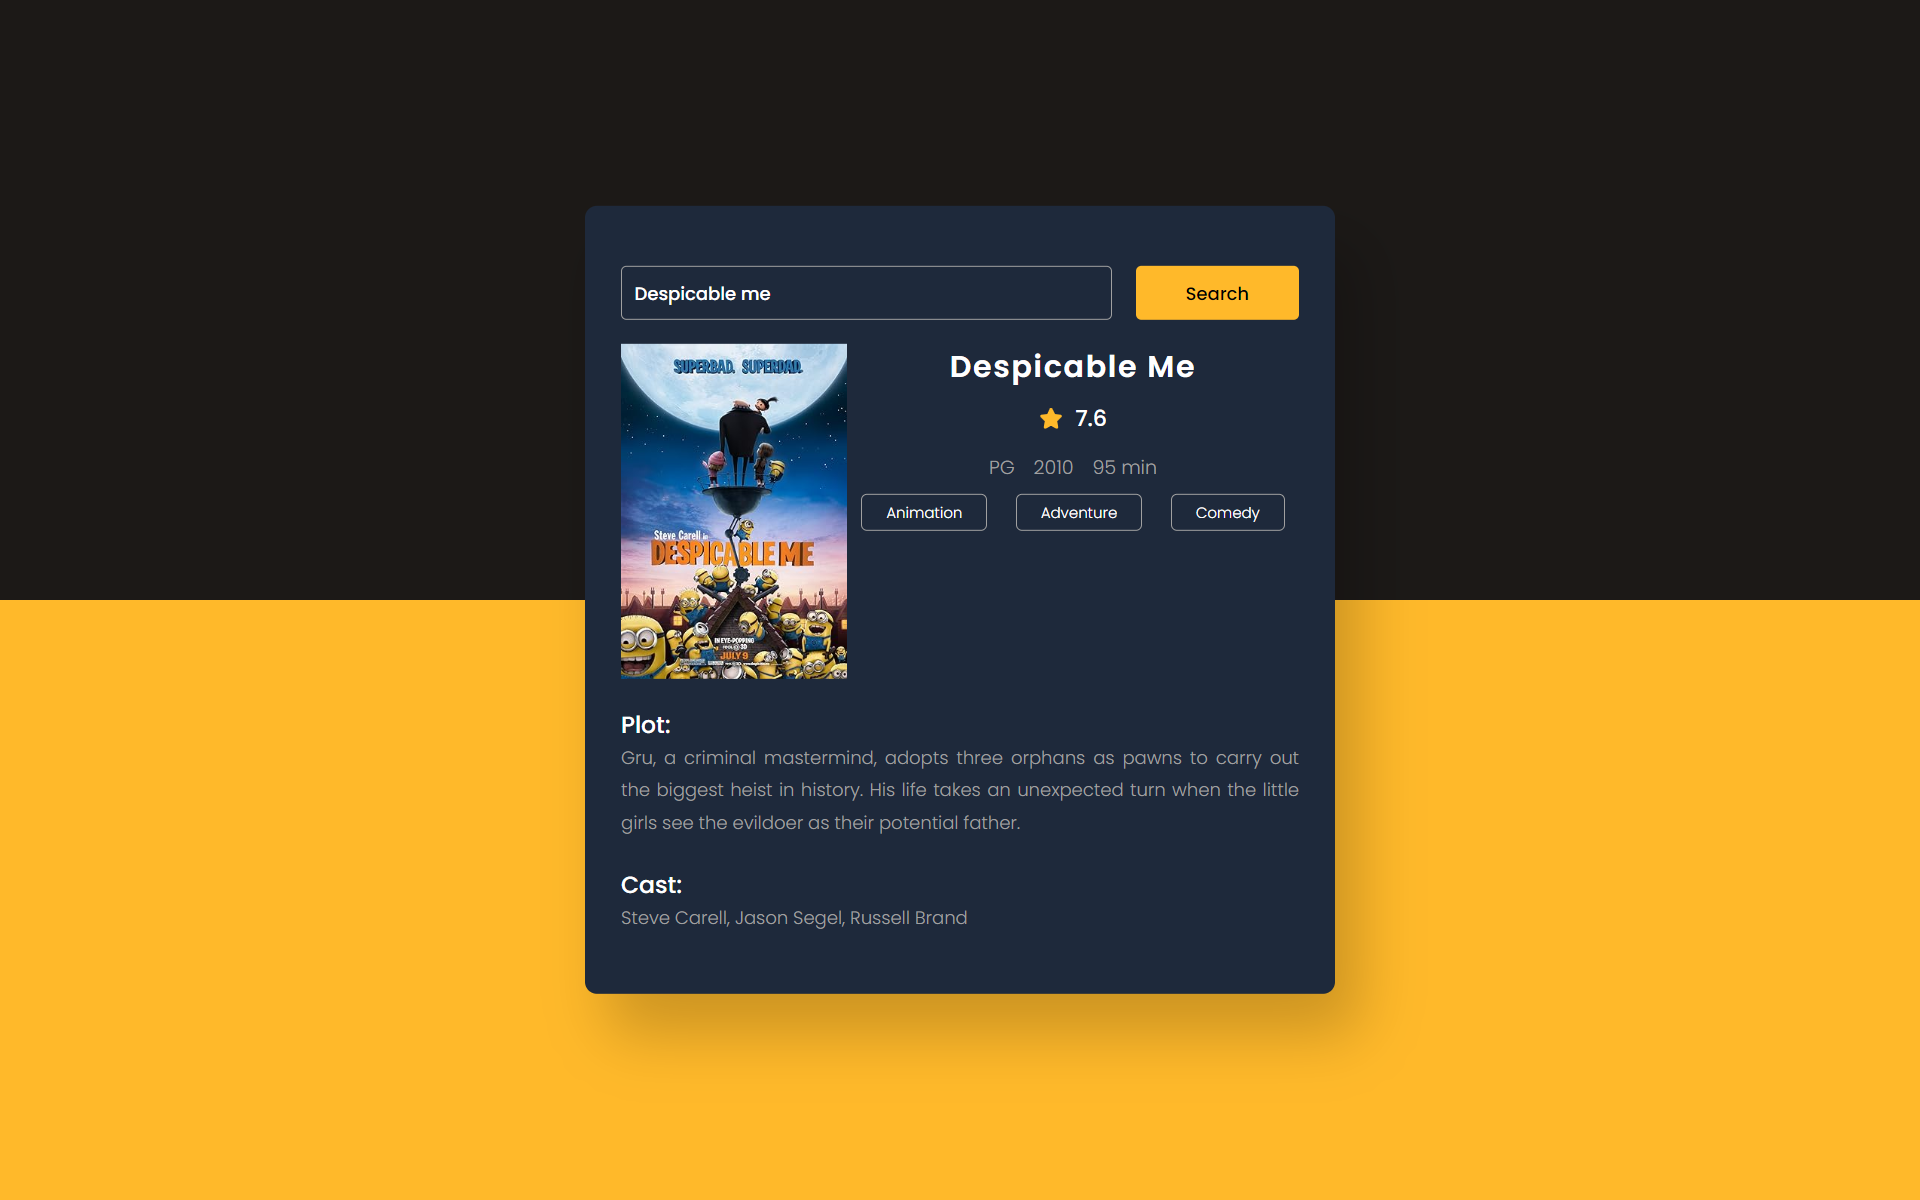 Despicable me
Search
SUPERBAD. SUPERDAD.
Steve Carell in
DESPICABLE ME
IN EYE-POPPING
REAL D 3D
JULY 9
Despicable Me
7.6
PG 2010 95 min
Animation Adventure Comedy
Plot:
Gru, a criminal mastermind, adopts three orphans as pawns to carry out
the biggest heist in history. His life takes an unexpected turn when the little
girls see the evildoer as their potential father.
Cast:
Steve Carell, Jason Segel, Russell Brand